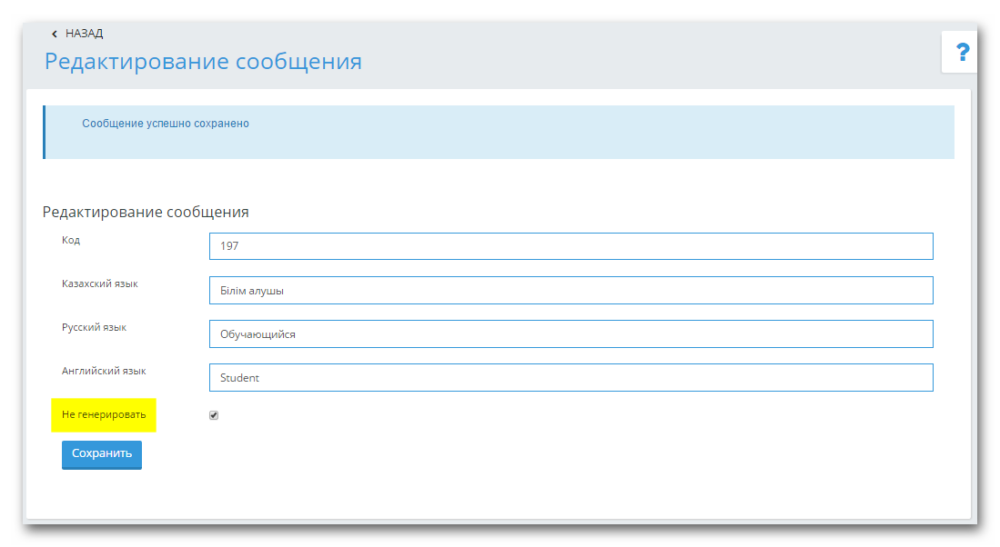 НАЗАД
Редактирование сообщения
?
Сообщение успешно сохранено
Редактирование сообщения
Код
197
Казахский язык
Білім алушы
Русский язык
Обучающийся
Английский язык
Student
Не генерировать
Сохранить